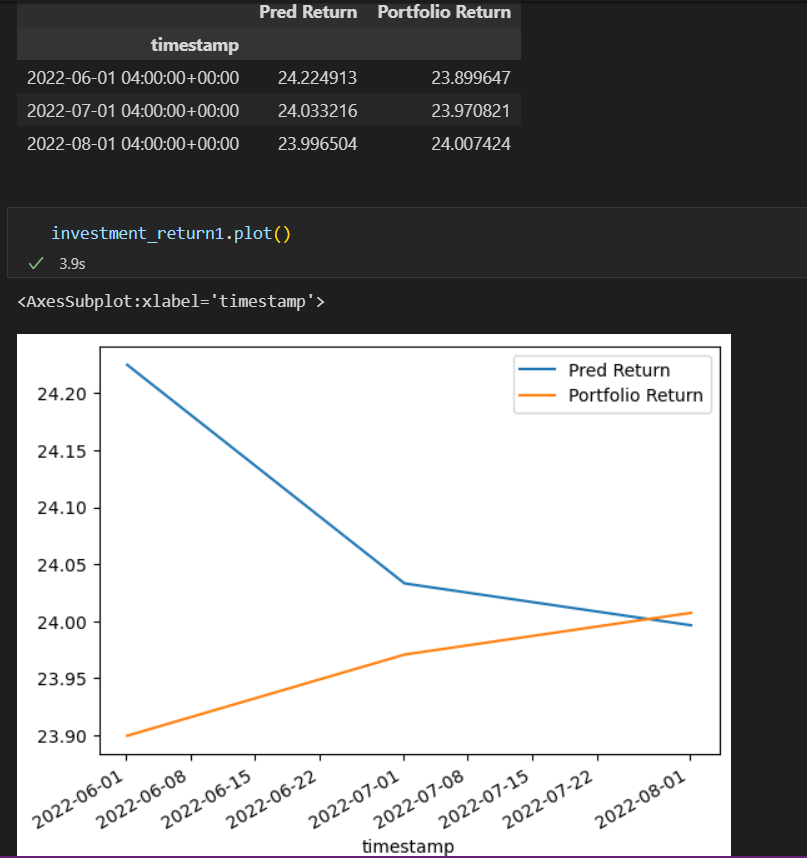 Pred Return Portfolio Return
timestamp
2022-06-01 04:00:00+00:00 24.224913 23.899647
2022-07-01 04:00:00+00:00 24.033216 23.970821
2022-08-01 04:00:00+00:00 23.996504 24.007424
investment_return1.plot()
3.9s
<AxesSubplot:xlabel='timestamp'>
Pred Return
Portfolio Return
24.20
24.15
24.10
24.05
24.00
23.95
23.90
2022-06-01
2022-06-08
2022-06-15
2022-06-22
2022-07-01
2022-07-08
2022-07-15
2022-07-22
2022-08-01
timestamp